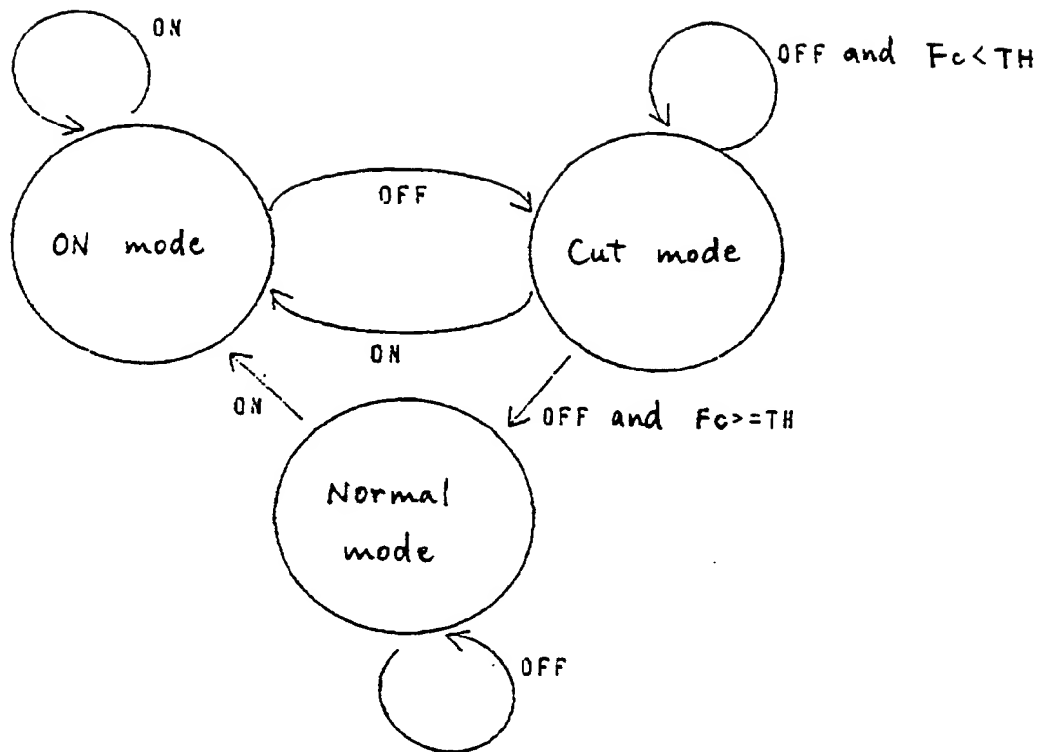 ON
OFF and Fc<TH
OFF
ON mode
Cut mode
ON
ON
OFF and Fc>=TH
Normal
mode
OFF